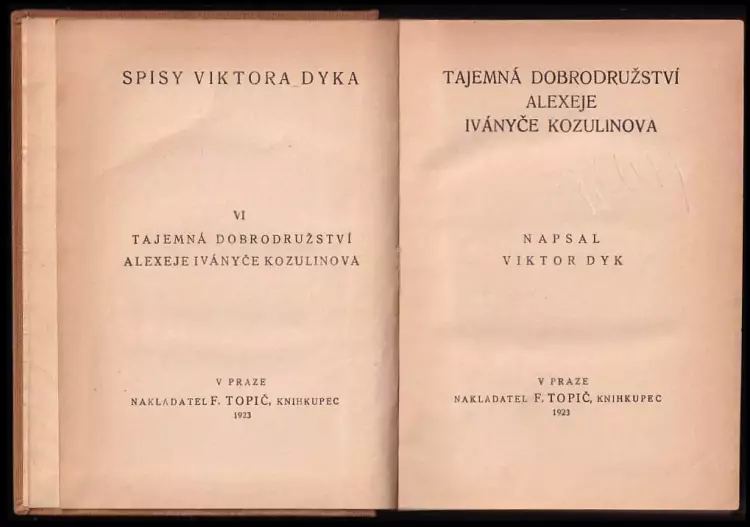 SPISY VIKTORA DYKA
VI
TAJEMNÁ DOBRODRUŽSTVÍ
ALEXEJE IVÁNYČE KOZULINOVA
V PRAZE
NAKLADATEL F. TOPIČ, KNIHKUPEC
1923
TAJEMNÁ DOBRODRUŽSTVÍ
ALEXEJE
IVÁNYČE KOZULINOVA
NAPSAL
VIKTOR DYK
V PRAZE
NAKLADATEL F. TOPIČ, KNIHKUPEC
1923